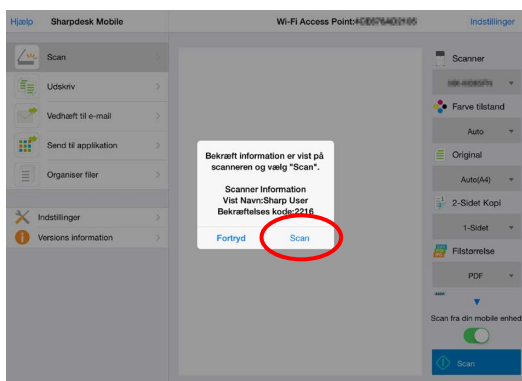 Hjælp
Sharpdesk Mobile
Wi-Fi Access Point:
Indstillinger
Scan
Udskriv
Vedhæft til e-mail
Send til applikation
Organiser filer
Indstillinger
Versions information
Bekræft information er vist på
scanneren og vælg "Scan".
Scanner Information
Vist Navn:Sharp User
Bekræftelses kode:2216
Fortryd
Scan
Scanner
Farve tilstand
Auto
Original
Auto(A4)
2-Sidet Kopi
1-Sidet
Filstørrelse
PDF
Scan fra din mobile enhed
Scan